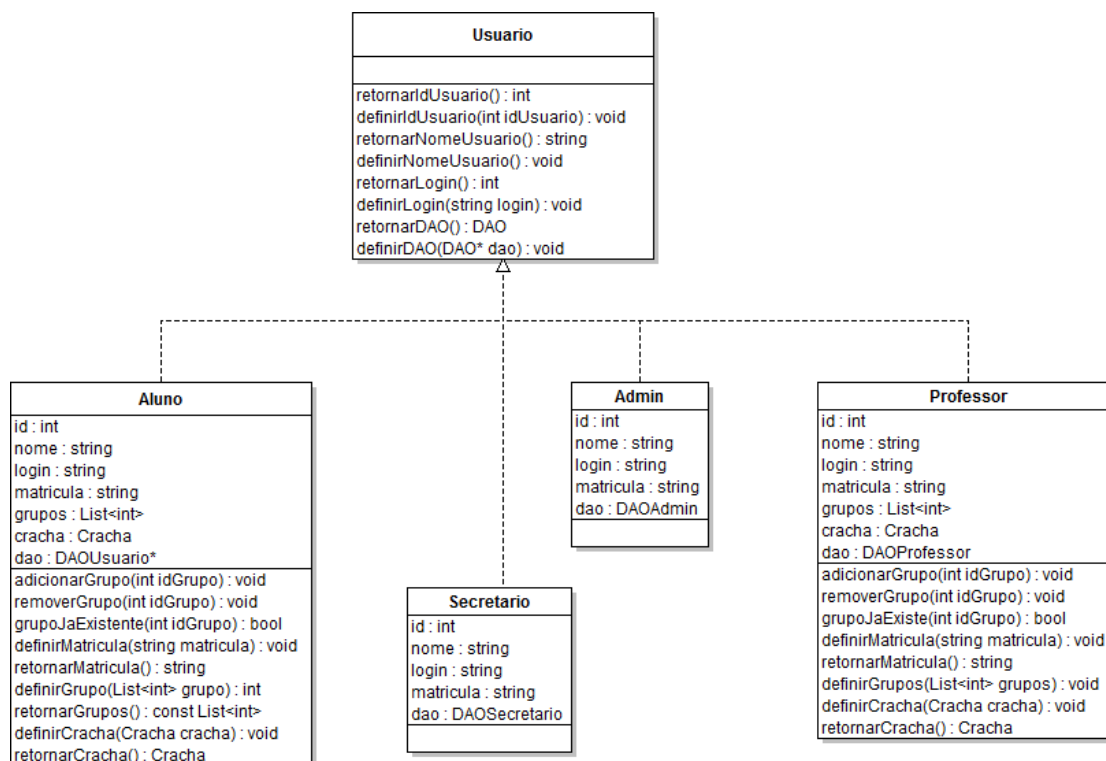 Usuario
retornarIdUsuario() : int
definirIdUsuario(int idUsuario) : void
retornarNomeUsuario() : string
definirNomeUsuario() : void
retornarLogin() : int
definirLogin(string login) : void
retornarDAO() : DAO
definirDAO(DAO* dao) : void
Aluno
id : int
nome : string
login : string
matricula : string
grupos : List<int>
cracha : Cracha
dao : DAOUsuario*
adicionarGrupo(int idGrupo) : void
removerGrupo(int idGrupo) : void
grupoJaExistente(int idGrupo) : bool
definirMatricula(string matricula) : void
retornarMatricula() : string
definirGrupo(List<int> grupo) : int
retornarGrupos() : const List<int>
definirCracha(Cracha cracha) : void
retornarCracha() : Cracha
Secretario
id : int
nome : string
login : string
matricula : string
dao : DAOSecretario
Admin
id : int
nome : string
login : string
matricula : string
dao : DAOAdmin
Professor
id : int
nome : string
login : string
matricula : string
grupos : List<int>
cracha : Cracha
dao : DAOProfessor
adicionarGrupo(int idGrupo) : void
removerGrupo(int idGrupo) : void
grupoJaExiste(int idGrupo) : bool
definirMatricula(string matricula) : void
retornarMatricula() : string
definirGrupos(List<int> grupos) : void
definirCracha(Cracha cracha) : void
retornarCracha() : Cracha